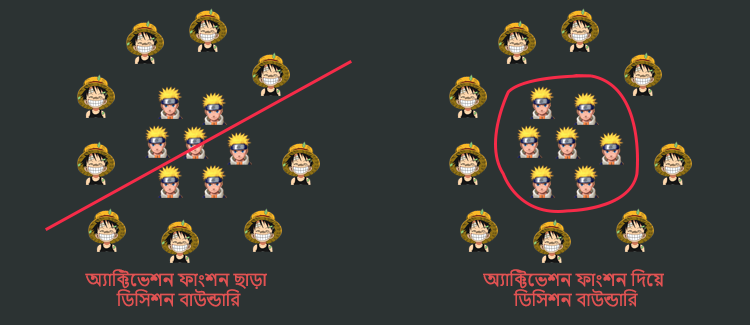 অ্যাক্টিভেশন ফাংশন ছাড়া
ডিসিশন বাউন্ডারি
অ্যাক্টিভেশন ফাংশন দিয়ে
ডিসিশন বাউন্ডারি